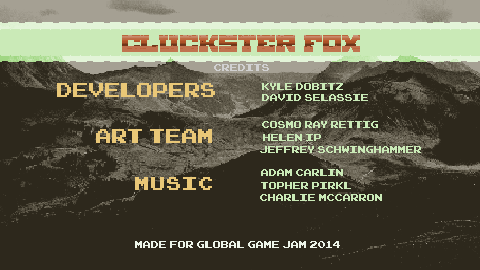 CLUCKSTER FOX
CREDITS
DEVELOPERS
KYLE DOBITZ
DAVID SELASSIE
ART TEAM
COSMO RAY RETTIG
HELEN IP
JEFFREY SCHWINGHAMMER
MUSIC
ADAM CARLIN
TOPHER PIRKL
CHARLIE MCCARRON
MADE FOR GLOBAL GAME JAM 2014